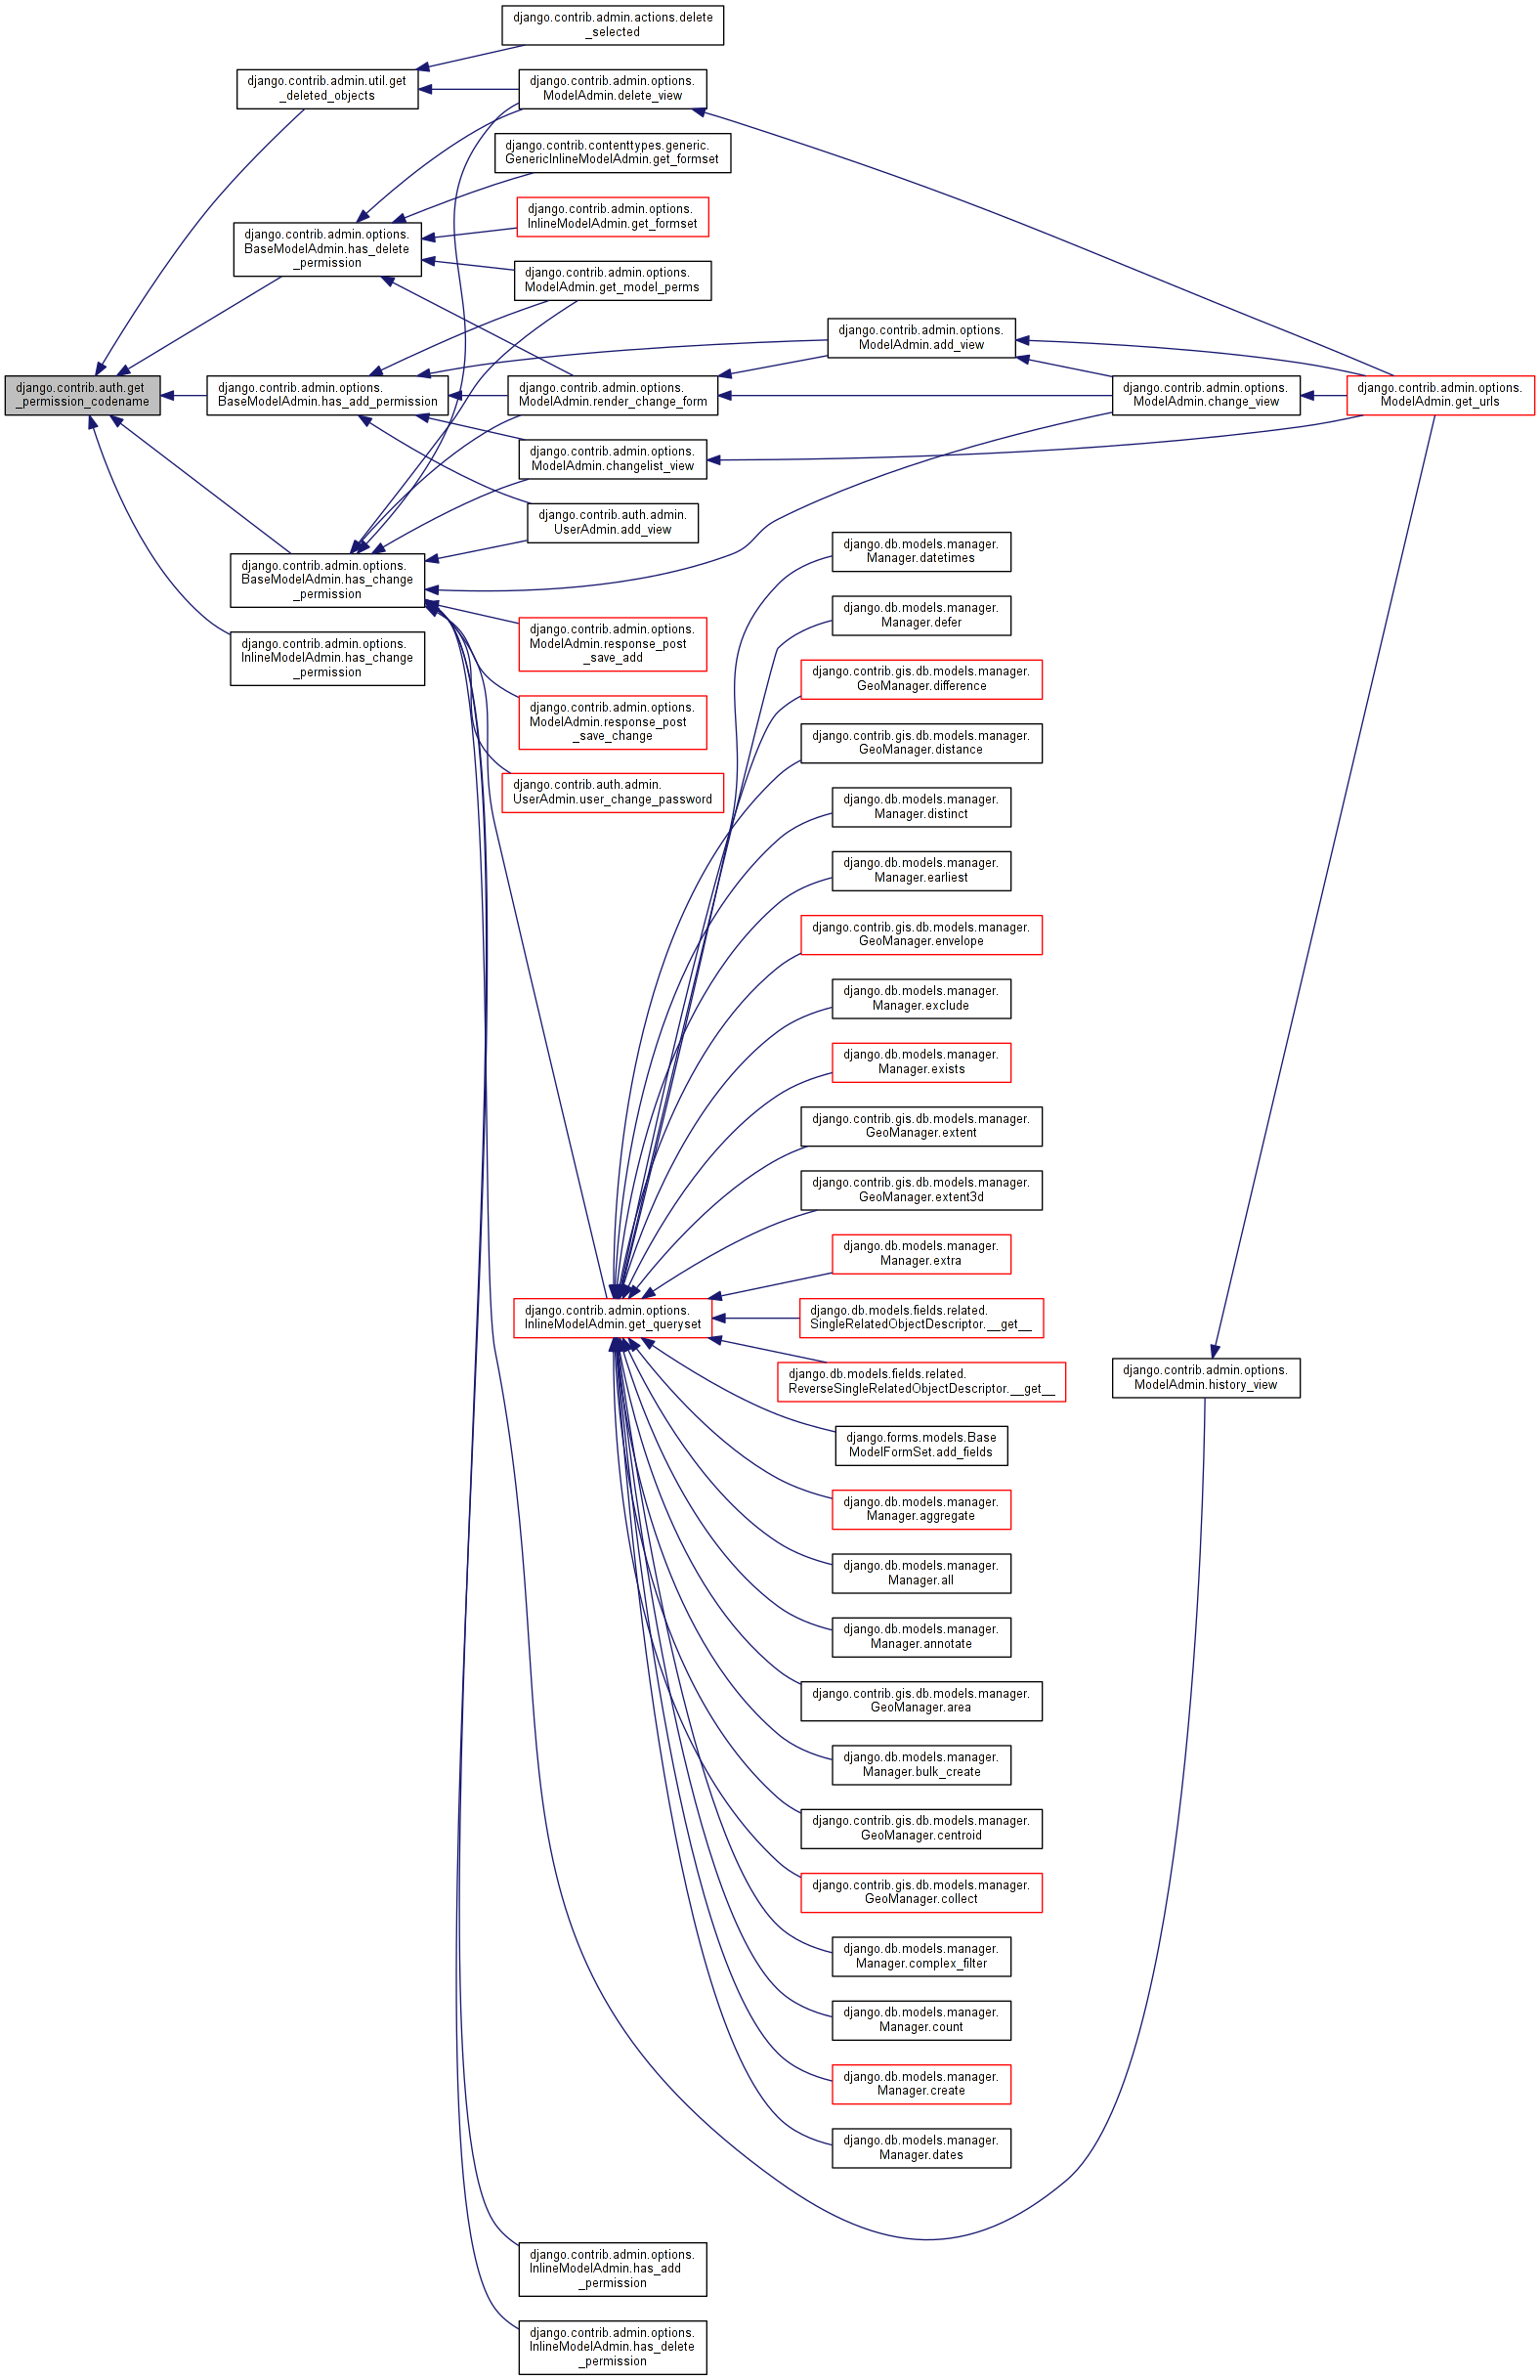 django.contrib.auth.get
_permission_codename
django.contrib.admin.util.get
_deleted_objects
django.contrib.admin.options.
BaseModelAdmin.has_delete
_permission
django.contrib.admin.options.
BaseModelAdmin.has_add_permission
django.contrib.admin.options.
BaseModelAdmin.has_change
_permission
django.contrib.admin.options.
InlineModelAdmin.has_change
_permission
django.contrib.admin.actions.delete
_selected
django.contrib.admin.options.
ModelAdmin.delete_view
django.contrib.contenttypes.generic.
GenericInlineModelAdmin.get_formset
django.contrib.admin.options.
InlineModelAdmin.get_formset
django.contrib.admin.options.
ModelAdmin.get_model_perms
django.contrib.admin.options.
ModelAdmin.render_change_form
django.contrib.admin.options.
ModelAdmin.changelist_view
django.contrib.auth.admin.
UserAdmin.add_view
django.contrib.admin.options.
ModelAdmin.response_post
_save_add
django.contrib.admin.options.
ModelAdmin.response_post
_save_change
django.contrib.auth.admin.
UserAdmin.user_change_password
django.contrib.admin.options.
InlineModelAdmin.get_queryset
django.contrib.admin.options.
InlineModelAdmin.has_add
_permission
django.contrib.admin.options.
InlineModelAdmin.has_delete
_permission
django.contrib.admin.options.
ModelAdmin.add_view
django.db.models.manager.
Manager.datetimes
django.db.models.manager.
Manager.defer
django.contrib.gis.db.models.manager.
GeoManager.difference
django.contrib.gis.db.models.manager.
GeoManager.distance
django.db.models.manager.
Manager.distinct
django.db.models.manager.
Manager.earliest
django.contrib.gis.db.models.manager.
GeoManager.envelope
django.db.models.manager.
Manager.exclude
django.db.models.manager.
Manager.exists
django.contrib.gis.db.models.manager.
GeoManager.extent
django.contrib.gis.db.models.manager.
GeoManager.extent3d
django.db.models.manager.
Manager.extra
django.db.models.fields.related.
SingleRelatedObjectDescriptor.__get__
django.db.models.fields.related.
ReverseSingleRelatedObjectDescriptor.__get__
django.forms.models.Base
ModelFormSet.add_fields
django.db.models.manager.
Manager.aggregate
django.db.models.manager.
Manager.all
django.db.models.manager.
Manager.annotate
django.contrib.gis.db.models.manager.
GeoManager.area
django.db.models.manager.
Manager.bulk_create
django.contrib.gis.db.models.manager.
GeoManager.centroid
django.contrib.gis.db.models.manager.
GeoManager.collect
django.db.models.manager.
Manager.complex_filter
django.db.models.manager.
Manager.count
django.db.models.manager.
Manager.create
django.db.models.manager.
Manager.dates
django.contrib.admin.options.
ModelAdmin.change_view
django.contrib.admin.options.
ModelAdmin.history_view
django.contrib.admin.options.
ModelAdmin.get_urls